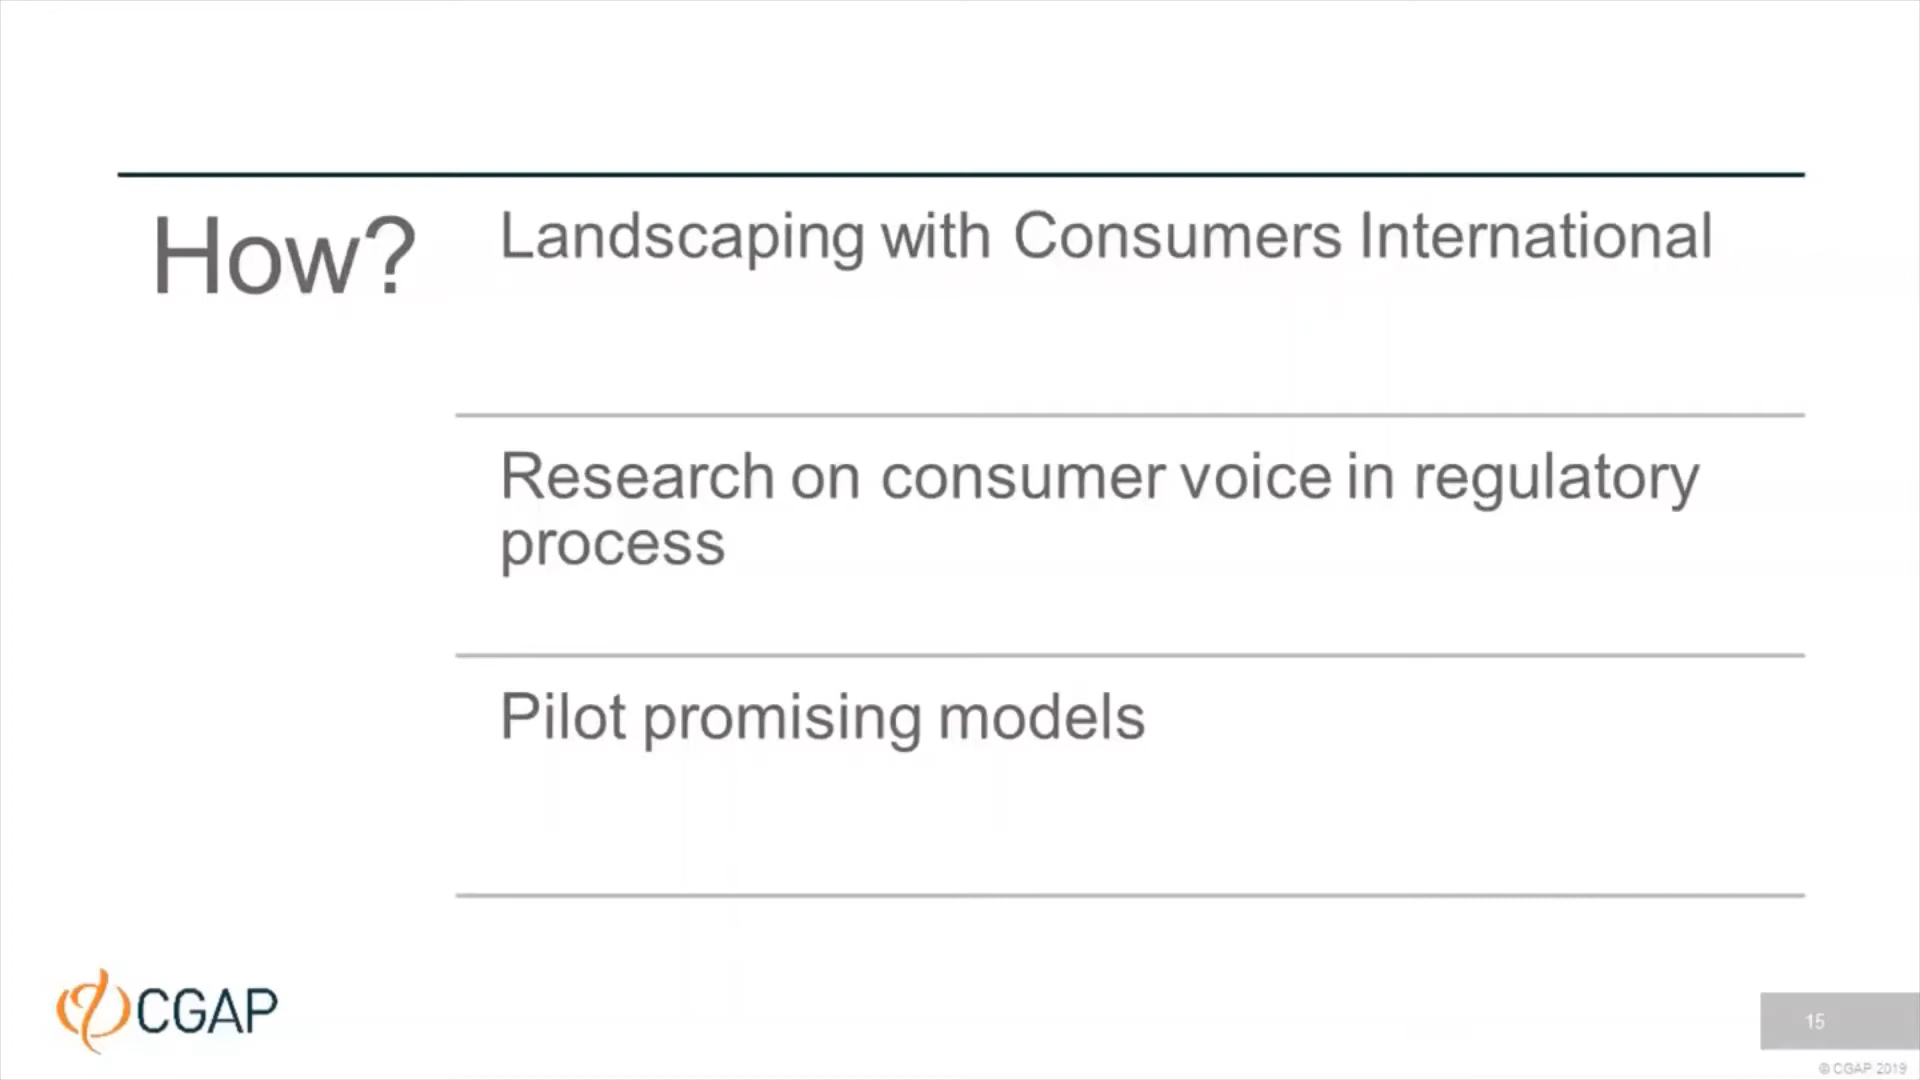 How?
Landscaping with Consumers International
Research on consumer voice in regulatory
process
Pilot promising models
CGAP
15
© CGAP 2019